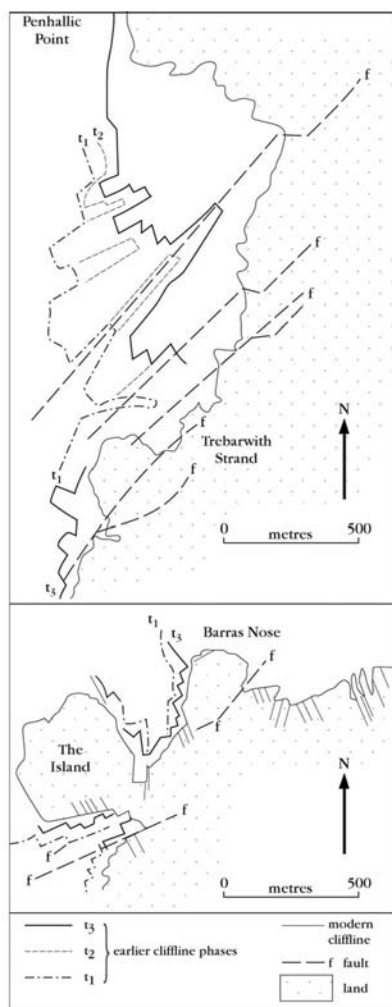 Penhallic
Point
t₁
t₂
f
f
f
f
Trebarwith
Strand
f
N
t₁
0 500
metres
t₃
t₁
t₃
Barras Nose
f
f
The
Island
N
f
f
0 500
metres
t₃
t₂
t₁
earlier cliffline phases
modern
cliffline
f fault
land